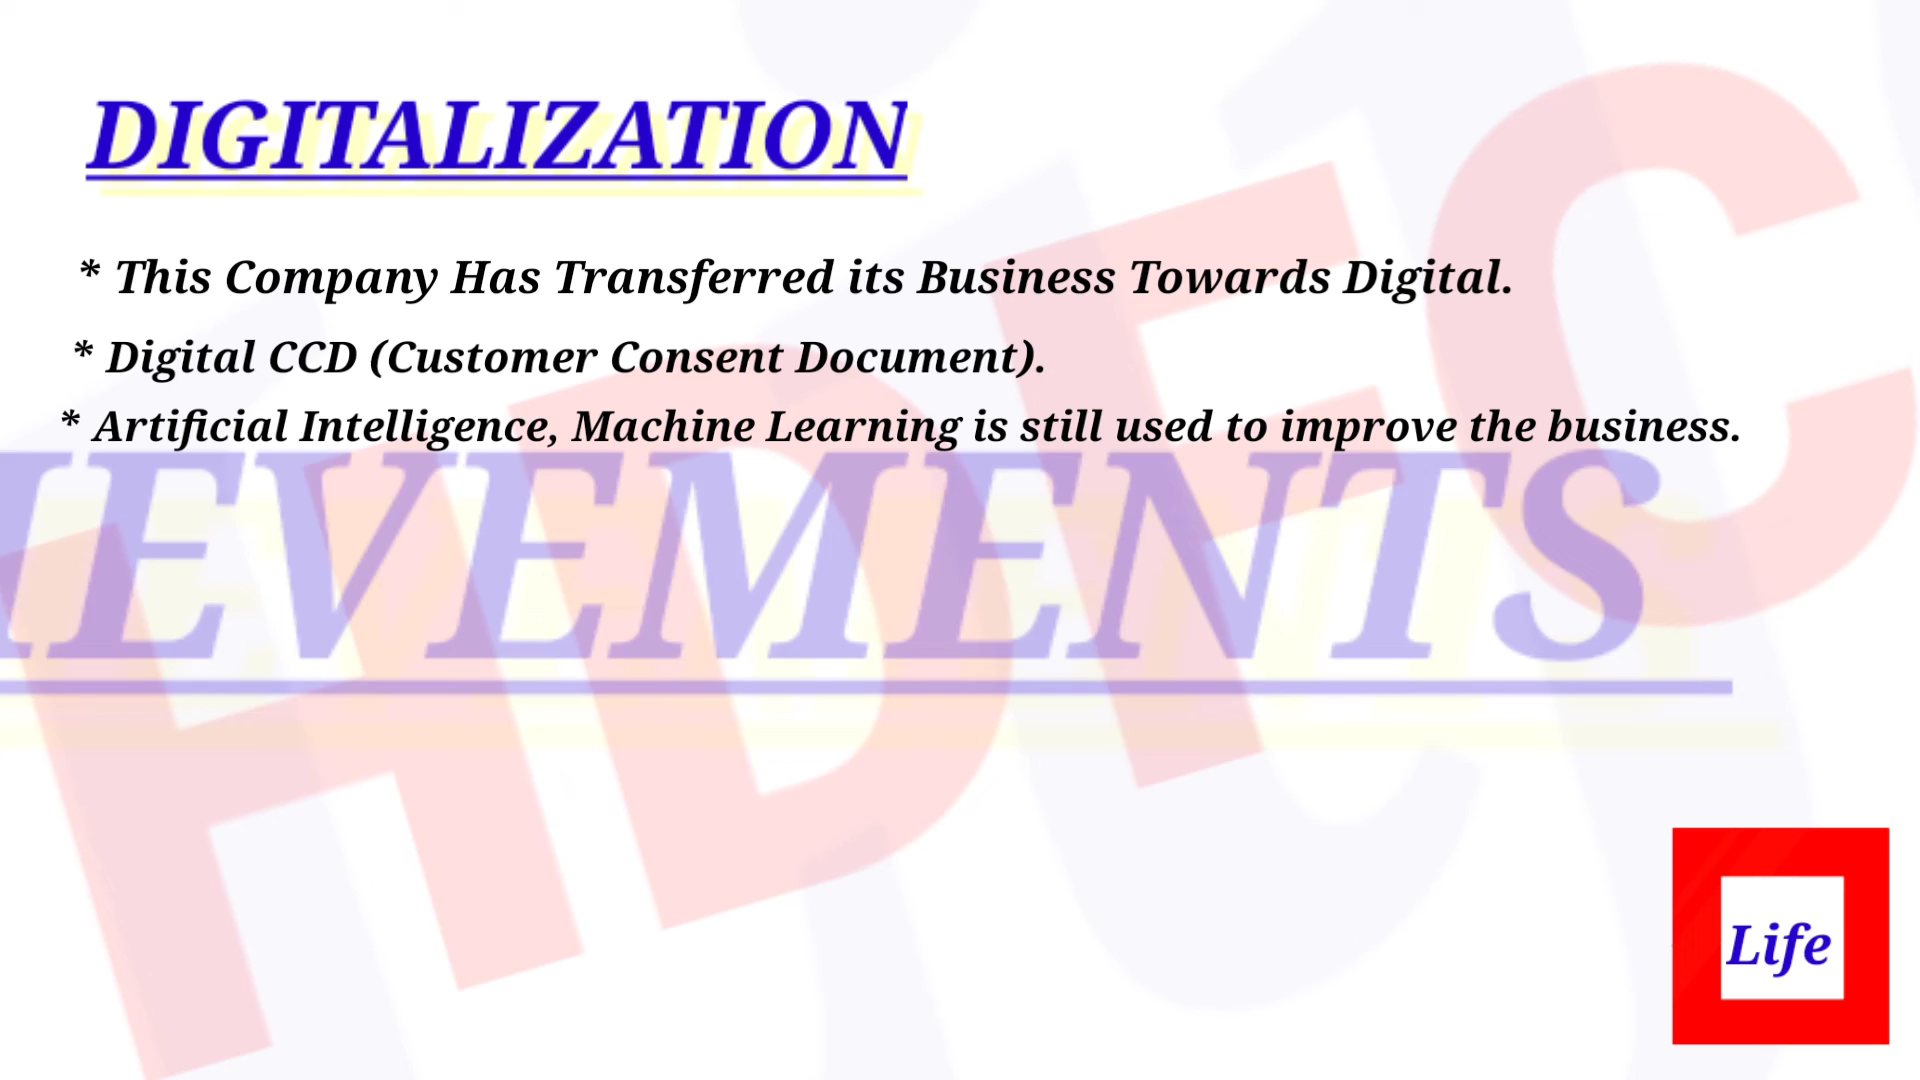 DIGITALIZATION
* This Company Has Transferred its Business Towards Digital.
* Digital CCD (Customer Consent Document).
* Artificial Intelligence, Machine Learning is still used to improve the business.
IEVEMENTS
HDFC
Life